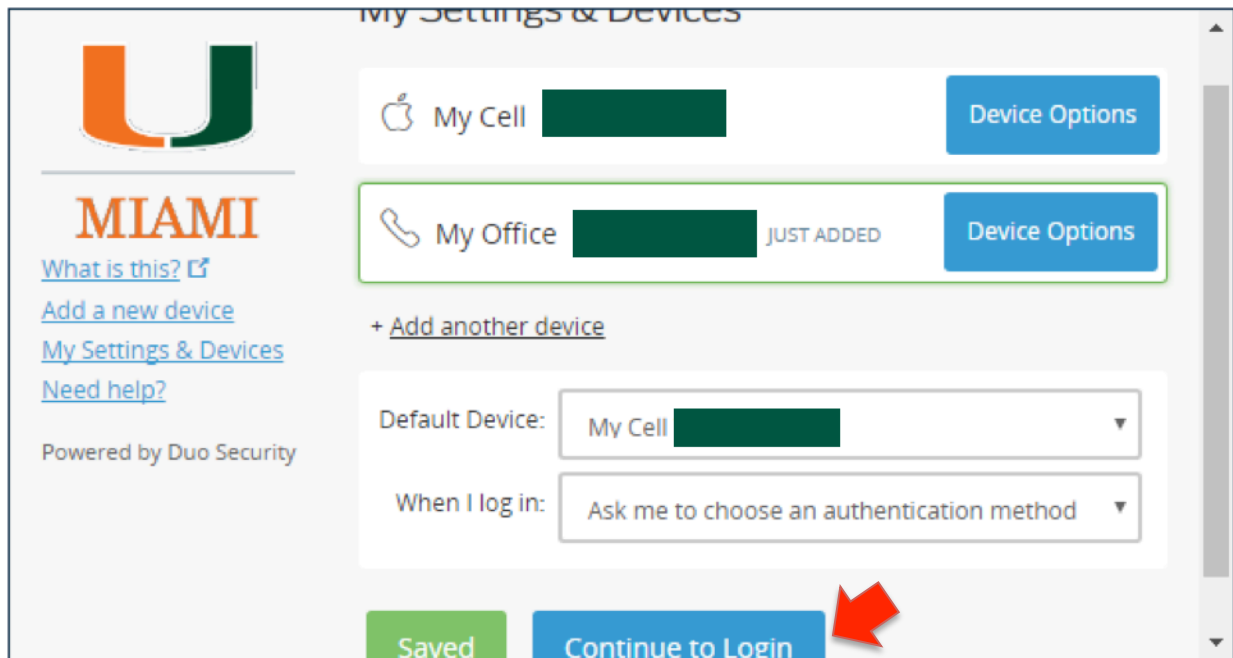 My Settings & Devices
MIAMI
What is this?
Add a new device
My Settings & Devices
Need help?
Powered by Duo Security
My Cell
Device Options
My Office
JUST ADDED
Device Options
+ Add another device
Default Device:
My Cell
When I log in:
Ask me to choose an authentication method
Saved
Continue to Login